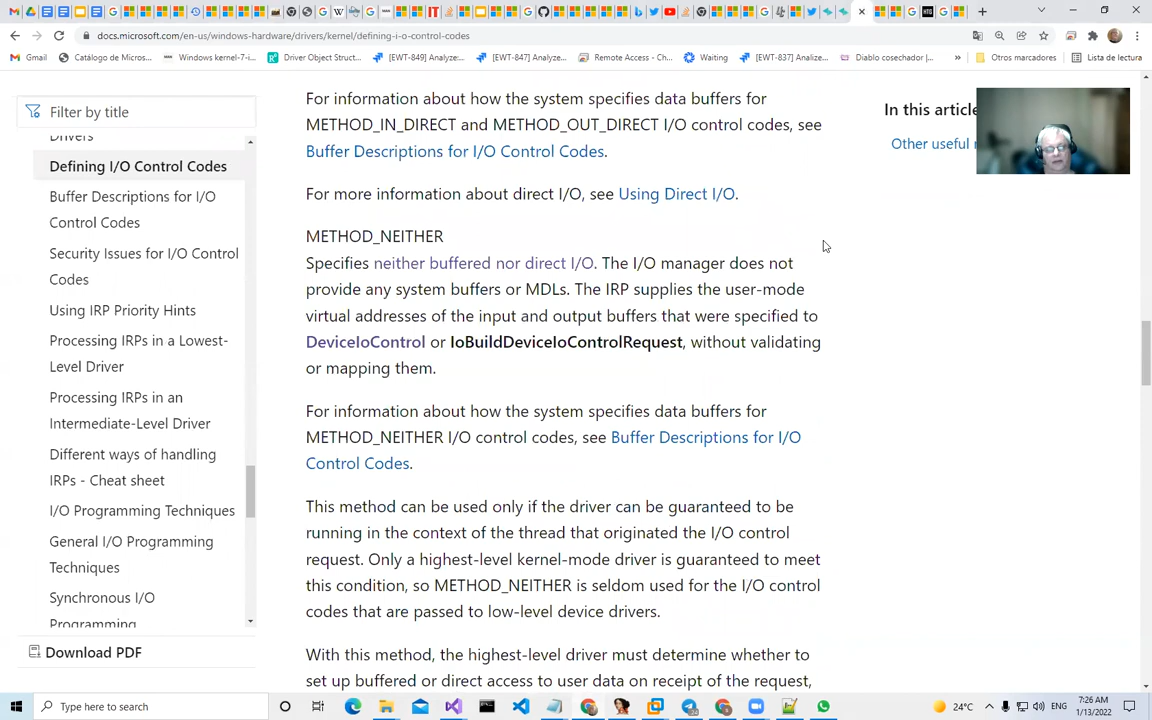 docs.microsoft.com/en-us/windows-hardware/drivers/kernel/defining-i-o-control-codes
Gmail
Catálogo de Micros...
Windows kernel-7-i...
Driver Object Struct...
[EWT-849] Analyze...
[EWT-847] Analyze...
Remote Access - Ch...
Waiting
[EWT-837] Analize...
Diablo cosechador |...
»
Otros marcadores
Lista de lectura
Filter by title
Drivers
Defining I/O Control Codes
Buffer Descriptions for I/O
Control Codes
Security Issues for I/O Control
Codes
Using IRP Priority Hints
Processing IRPs in a Lowest-
Level Driver
Processing IRPs in an
Intermediate-Level Driver
Different ways of handling
IRPs - Cheat sheet
I/O Programming Techniques
General I/O Programming
Techniques
Synchronous I/O
Programming
Download PDF
For information about how the system specifies data buffers for
METHOD_IN_DIRECT and METHOD_OUT_DIRECT I/O control codes, see
Buffer Descriptions for I/O Control Codes.
For more information about direct I/O, see Using Direct I/O.
METHOD_NEITHER
Specifies neither buffered nor direct I/O. The I/O manager does not
provide any system buffers or MDLs. The IRP supplies the user-mode
virtual addresses of the input and output buffers that were specified to
DeviceIoControl or IoBuildDeviceIoControlRequest, without validating
or mapping them.
For information about how the system specifies data buffers for
METHOD_NEITHER I/O control codes, see Buffer Descriptions for I/O
Control Codes.
This method can be used only if the driver can be guaranteed to be
running in the context of the thread that originated the I/O control
request. Only a highest-level kernel-mode driver is guaranteed to meet
this condition, so METHOD_NEITHER is seldom used for the I/O control
codes that are passed to low-level device drivers.
With this method, the highest-level driver must determine whether to
set up buffered or direct access to user data on receipt of the request,
In this article
Other useful
Type here to search
24°C
ENG
7:26 AM
1/13/2022